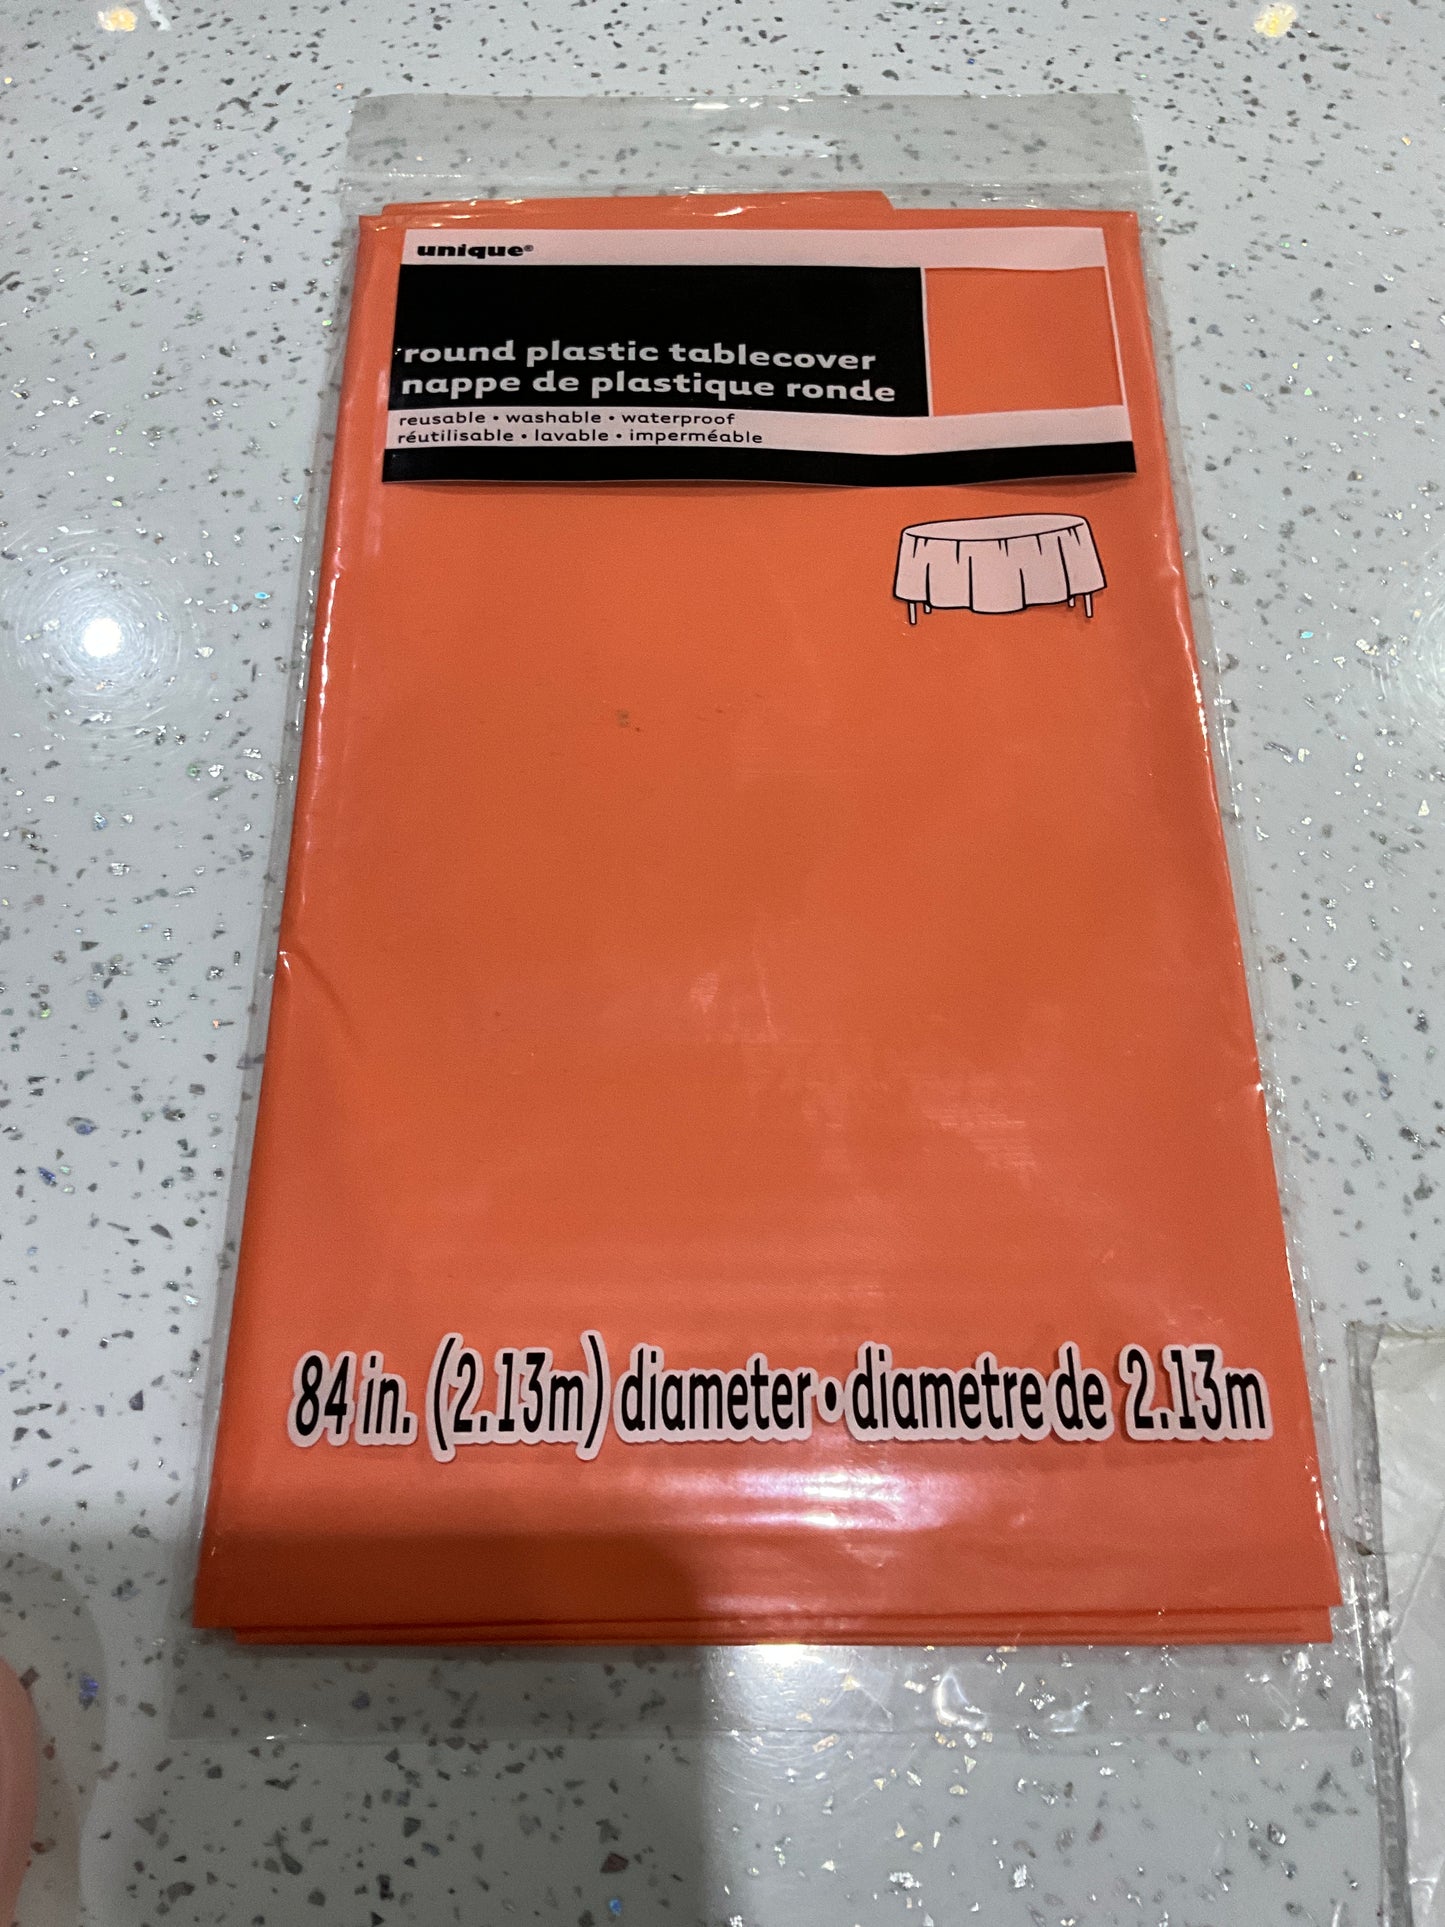 unique®
round plastic tablecover
nappe de plastique ronde
reusable • washable • waterproof
réutilisable • lavable • imperméable
84 in. (2.13m) diameter • diametre de 2.13m